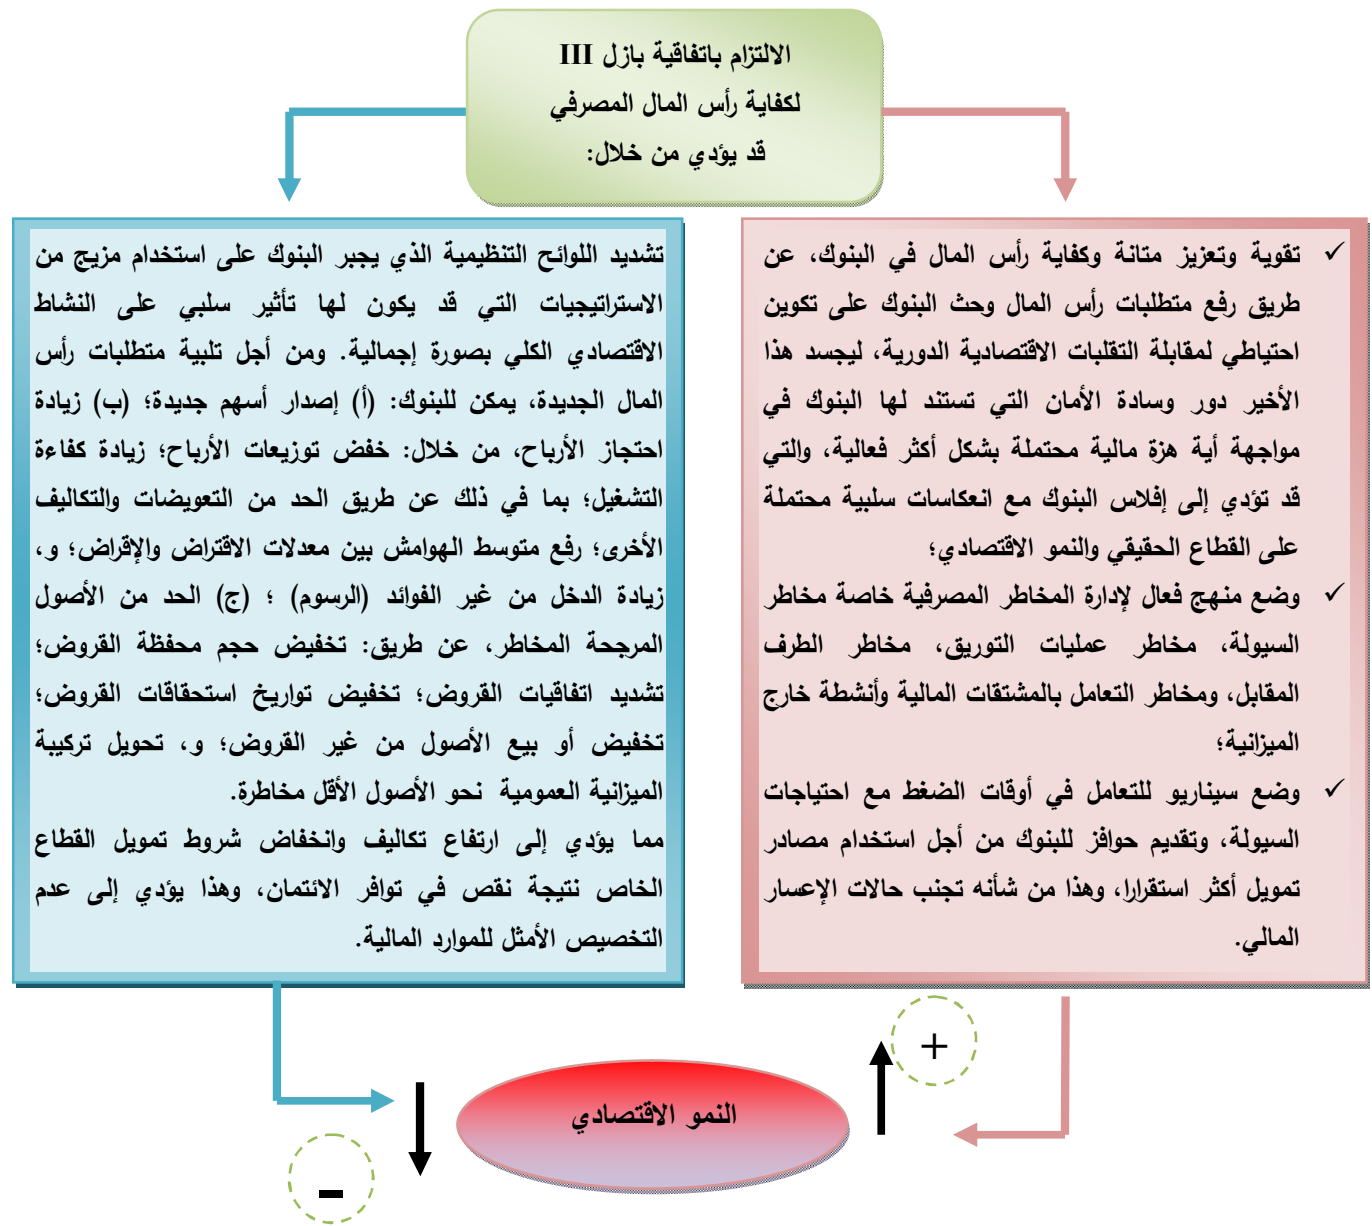 الالتزام باتفاقية بازل III
لكفاية رأس المال المصرفي
قد يؤدي من خلال:
✓ تقوية وتعزيز متانة وكفاية رأس المال في البنوك، عن
طريق رفع متطلبات رأس المال وحث البنوك على تكوين
احتياطي لمقابلة التقلبات الاقتصادية الدورية، ليجسد هذا
الأخير دور وسادة الأمان التي تستند لها البنوك في
مواجهة أية هزة مالية محتملة بشكل أكثر فعالية، والتي
قد تؤدي إلى إفلاس البنوك مع انعكاسات سلبية محتملة
على القطاع الحقيقي والنمو الاقتصادي؛
✓ وضع منهج فعال لإدارة المخاطر المصرفية خاصة مخاطر
السيولة، مخاطر عمليات التوريق، مخاطر الطرف
المقابل، ومخاطر التعامل بالمشتقات المالية وأنشطة خارج
الميزانية؛
✓ وضع سيناريو للتعامل في أوقات الضغط مع احتياجات
السيولة، وتقديم حوافز للبنوك من أجل استخدام مصادر
تمويل أكثر استقرارا، وهذا من شأنه تجنب حالات الإعسار
المالي.
تشديد اللوائح التنظيمية الذي يجبر البنوك على استخدام مزيج من
الاستراتيجيات التي قد يكون لها تأثير سلبي على النشاط
الاقتصادي الكلي بصورة إجمالية. ومن أجل تلبية متطلبات رأس
المال الجديدة، يمكن للبنوك: (أ) إصدار أسهم جديدة؛ (ب) زيادة
احتجاز الأرباح، من خلال: خفض توزيعات الأرباح؛ زيادة كفاءة
التشغيل؛ بما في ذلك عن طريق الحد من التعويضات والتكاليف
الأخرى؛ رفع متوسط الهوامش بين معدلات الاقتراض والإقراض؛ و،
زيادة الدخل من غير الفوائد (الرسوم) ؛ (ج) الحد من الأصول
المرجحة المخاطر، عن طريق: تخفيض حجم محفظة القروض؛
تشديد اتفاقيات القروض؛ تخفيض تواريخ استحقاقات القروض؛
تخفيض أو بيع الأصول من غير القروض؛ و، تحويل تركيبة
الميزانية العمومية نحو الأصول الأقل مخاطرة.
مما يؤدي إلى ارتفاع تكاليف وانخفاض شروط تمويل القطاع
الخاص نتيجة نقص في توافر الائتمان، وهذا يؤدي إلى عدم
التخصيص الأمثل للموارد المالية.
+
النمو الاقتصادي
-